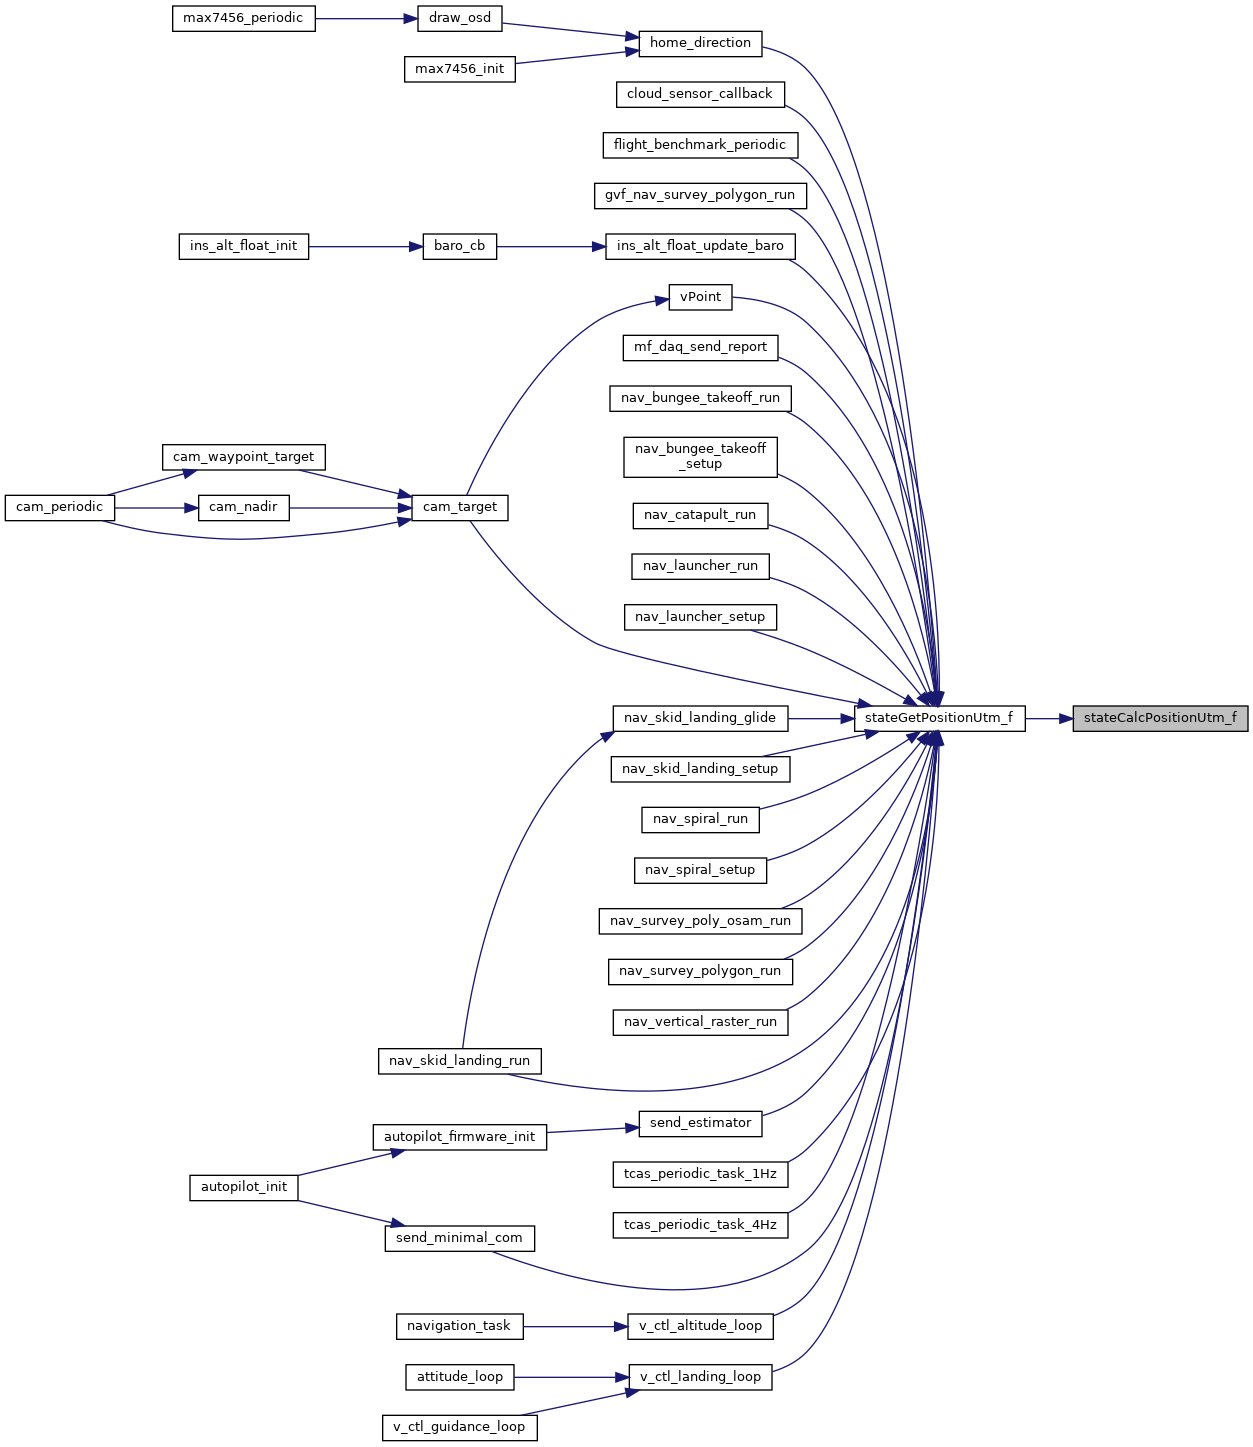 max7456_periodic
draw_osd
home_direction
max7456_init
cloud_sensor_callback
flight_benchmark_periodic
gvf_nav_survey_polygon_run
ins_alt_float_init
baro_cb
ins_alt_float_update_baro
vPoint
mf_daq_send_report
nav_bungee_takeoff_run
nav_bungee_takeoff
_setup
cam_waypoint_target
cam_periodic
cam_nadir
cam_target
nav_catapult_run
nav_launcher_run
nav_launcher_setup
nav_skid_landing_glide
stateGetPositionUtm_f
stateCalcPositionUtm_f
nav_skid_landing_setup
nav_spiral_run
nav_spiral_setup
nav_survey_poly_osam_run
nav_survey_polygon_run
nav_vertical_raster_run
nav_skid_landing_run
send_estimator
autopilot_firmware_init
tcas_periodic_task_1Hz
autopilot_init
tcas_periodic_task_4Hz
send_minimal_com
navigation_task
v_ctl_altitude_loop
attitude_loop
v_ctl_landing_loop
v_ctl_guidance_loop